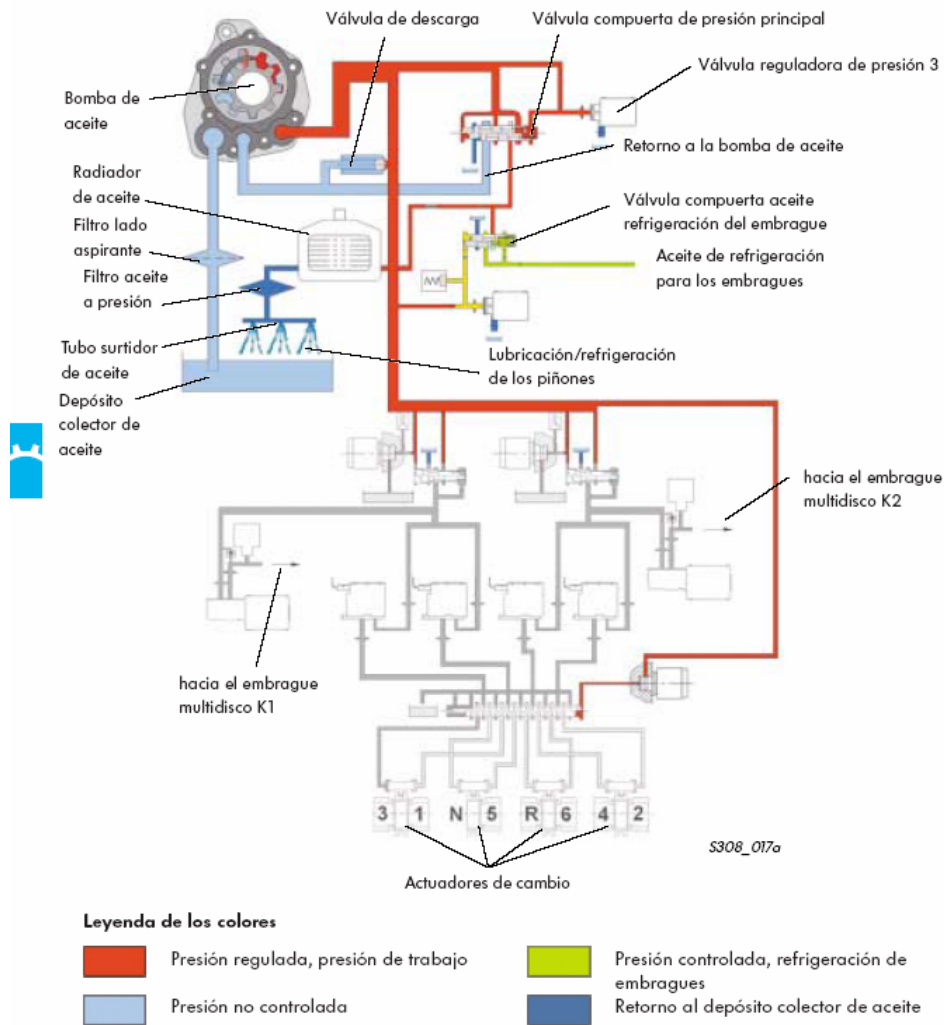 Válvula de descarga
Válvula compuerta de presión principal
Válvula reguladora de presión 3
Bomba de
aceite
Retorno a la bomba de aceite
Radiador
de aceite
Válvula compuerta aceite
refrigeración del embrague
Filtro lado
aspirante
Aceite de refrigeración
para los embragues
Filtro aceite
a presión
Tubo surtidor
de aceite
Lubricación/refrigeración
de los piñones
Depósito
colector de
aceite
hacia el embrague
multidisco K2
hacia el embrague
multidisco K1
3 1 N 5 R 6 4 2
S308_017a
Actuadores de cambio
Leyenda de los colores
Presión regulada, presión de trabajo
Presión controlada, refrigeración de
embragues
Presión no controlada
Retorno al depósito colector de aceite